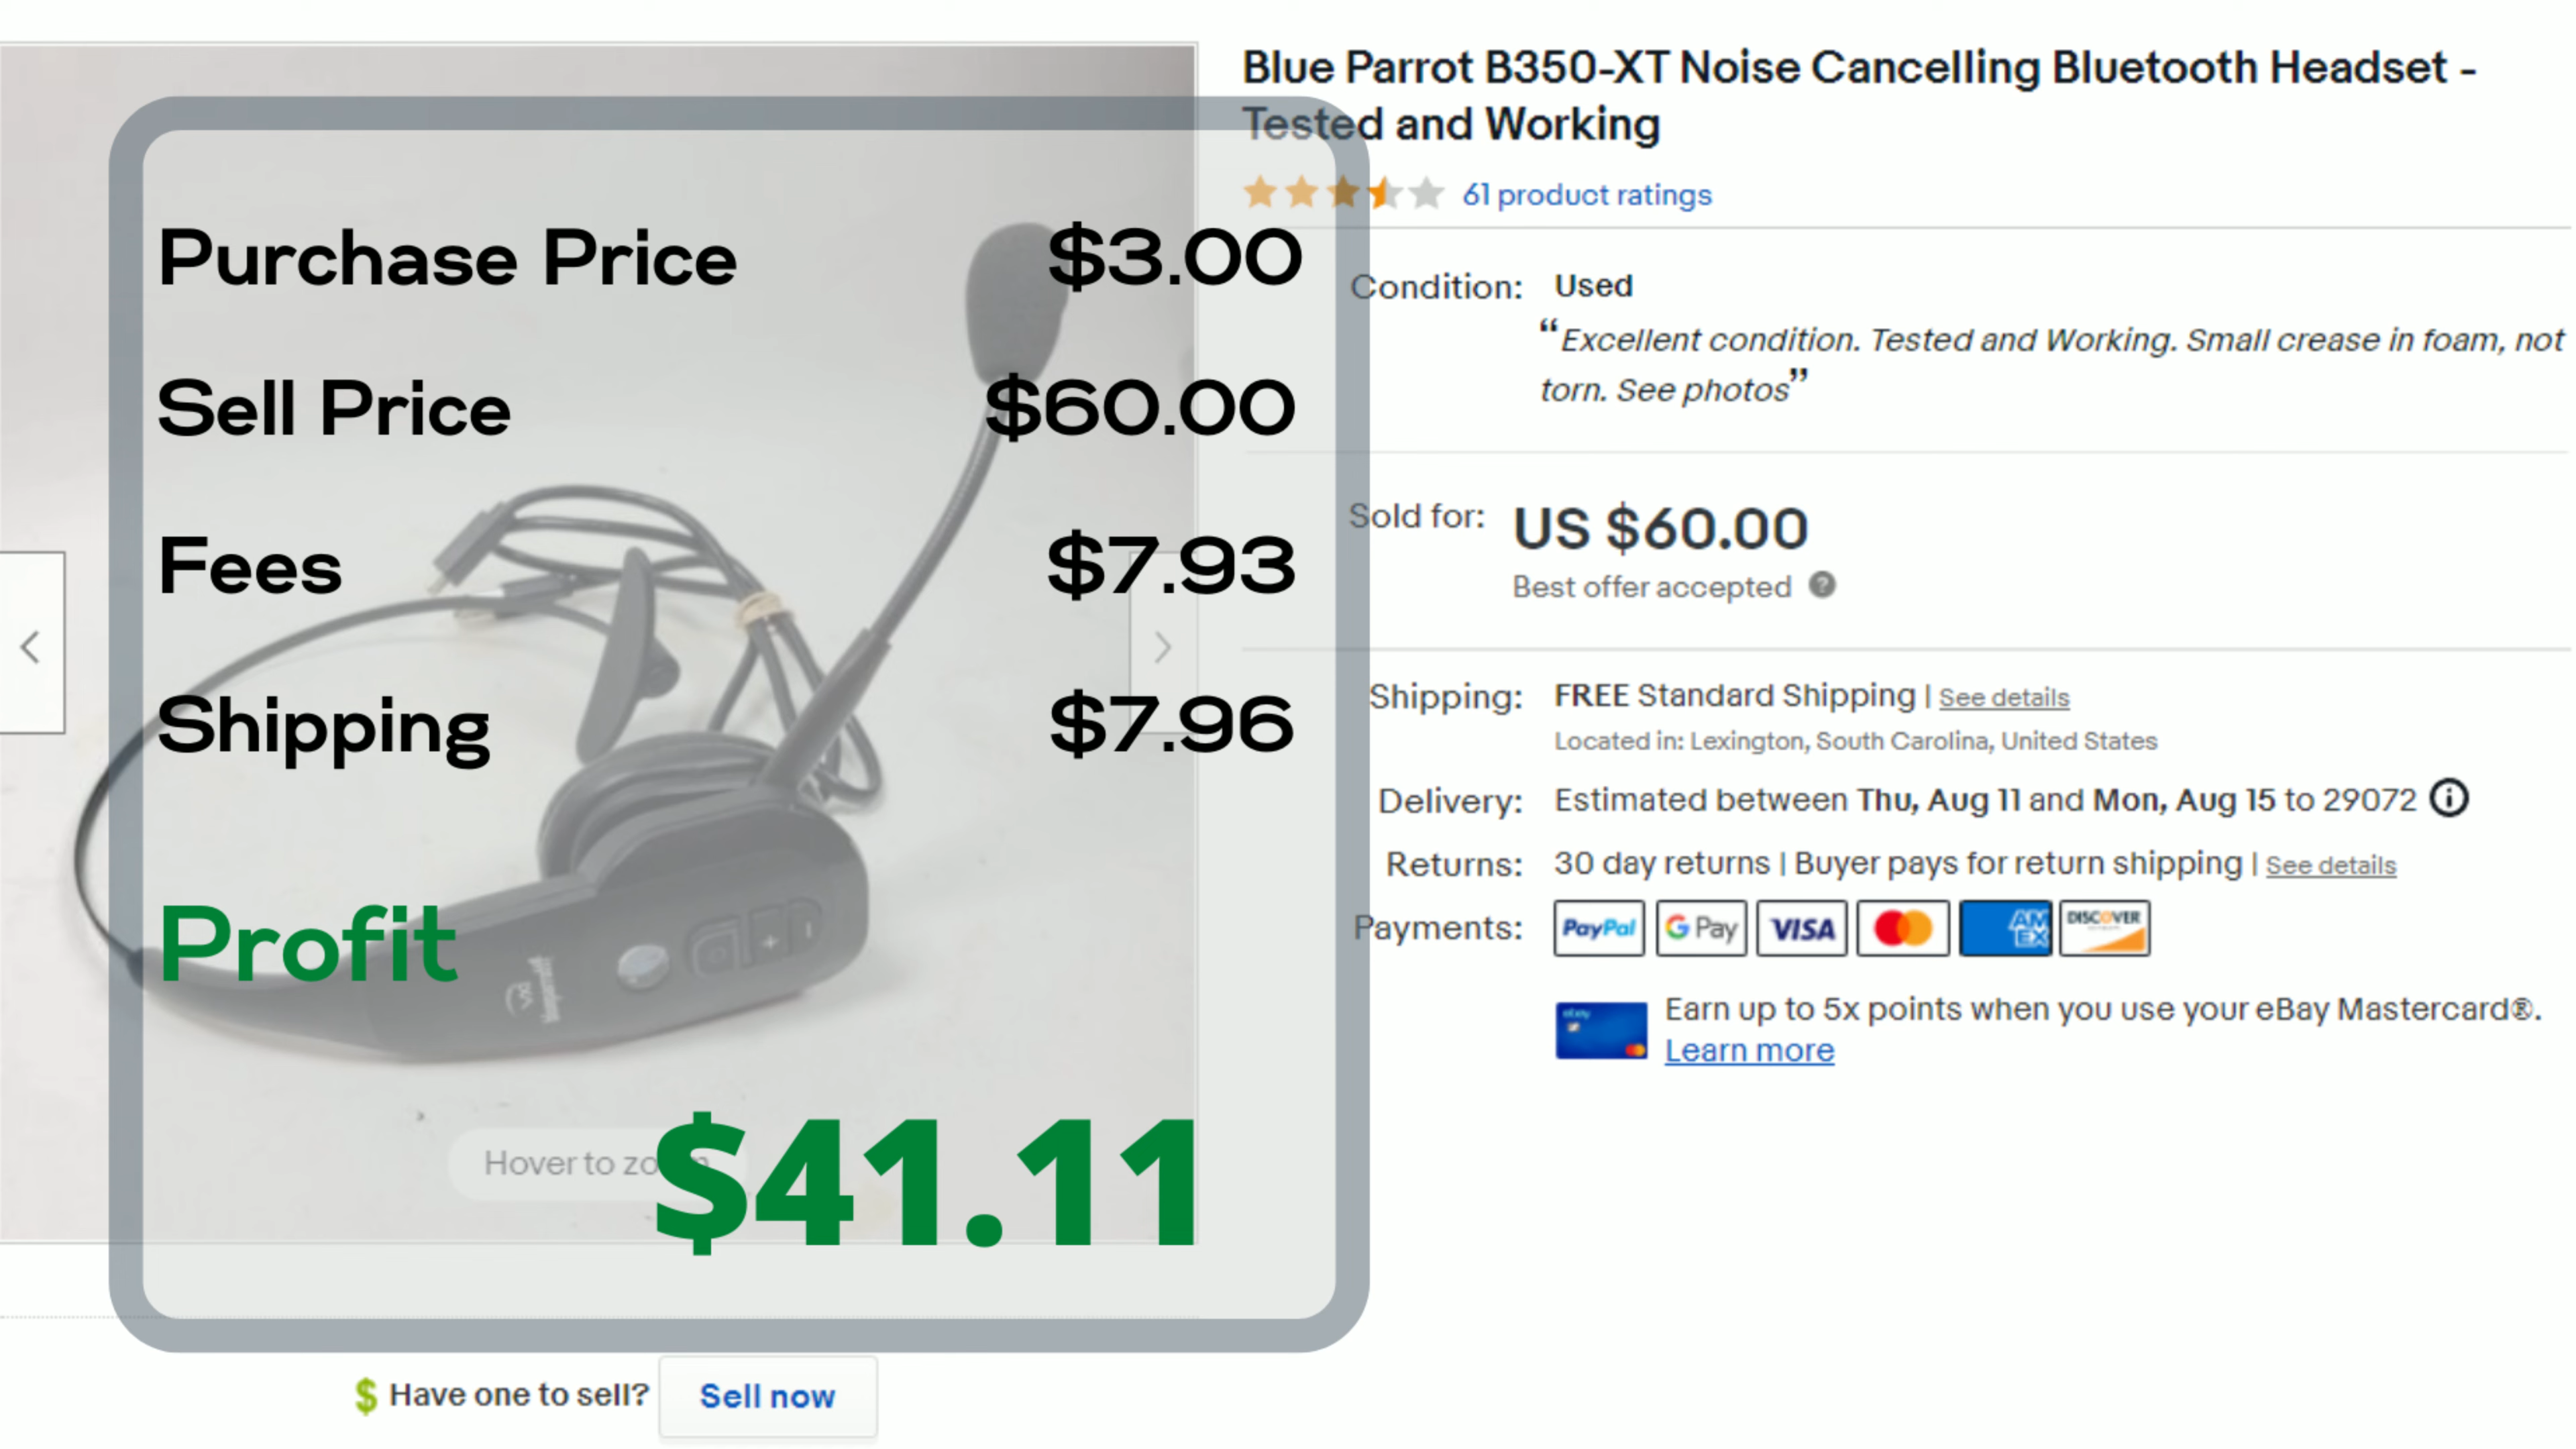 Blue Parrot B350-XT Noise Cancelling Bluetooth Headset -
Tested and Working
61 product ratings
Purchase Price $3.00
Sell Price $60.00
Fees $7.93
Shipping $7.96
Profit
$41.11
Hover to
Condition: Used
“Excellent condition. Tested and Working. Small crease in foam, not
torn. See photos”
Sold for: US $60.00
Best offer accepted ?
Shipping: FREE Standard Shipping | See details
Located in: Lexington, South Carolina, United States
Delivery: Estimated between Thu, Aug 11 and Mon, Aug 15 to 29072 i
Returns: 30 day returns | Buyer pays for return shipping | See details
Payments: PayPal G Pay VISA AM EX DISCOVER
ebay
Earn up to 5x points when you use your eBay Mastercard®.
Learn more
$ Have one to sell? Sell now